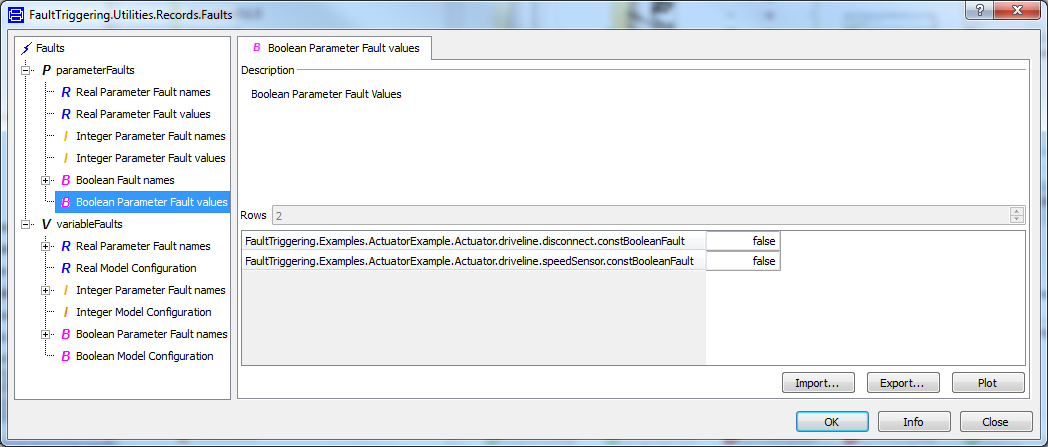 FaultTriggering.Utilities.Records.Faults
?
Faults
P parameterFaults
R Real Parameter Fault names
R Real Parameter Fault values
I Integer Parameter Fault names
I Integer Parameter Fault values
B Boolean Fault names
B Boolean Parameter Fault values
V variableFaults
R Real Parameter Fault names
R Real Model Configuration
I Integer Parameter Fault names
I Integer Model Configuration
B Boolean Parameter Fault names
B Boolean Model Configuration
B Boolean Parameter Fault values
Description
Boolean Parameter Fault Values
Rows 2
FaultTriggering.Examples.ActuatorExample.Actuator.driveline.disconnect.constBooleanFault false
FaultTriggering.Examples.ActuatorExample.Actuator.driveline.speedSensor.constBooleanFault false
Import... Export... Plot
OK Info Close